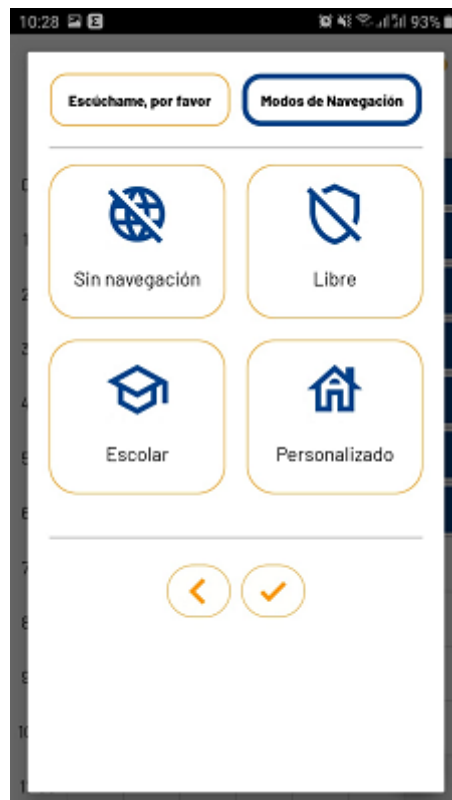 10:28 93%
Escúchame, por favor Modos de Navegación
Sin navegación Libre
Escolar Personalizado